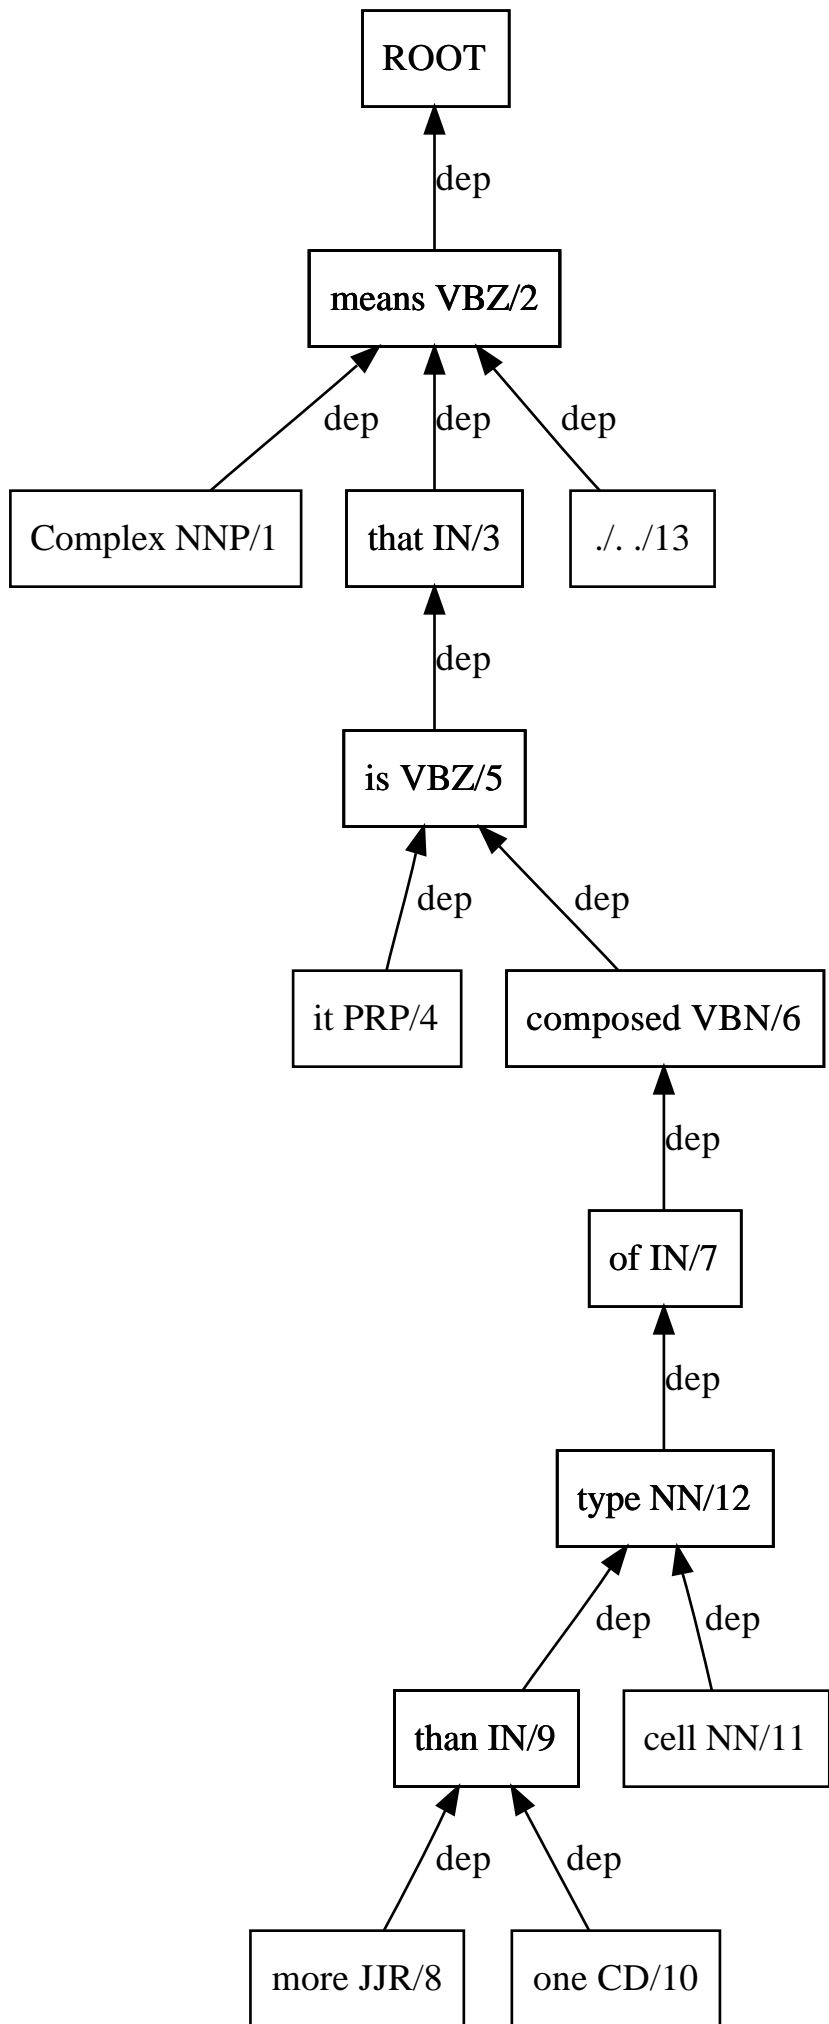 ROOT
dep
means VBZ/2
dep dep dep
Complex NNP/1 that IN/3 ./. ./13
dep
is VBZ/5
dep dep
it PRP/4 composed VBN/6
dep
of IN/7
dep
type NN/12
dep dep
than IN/9 cell NN/11
dep dep
more JJR/8 one CD/10